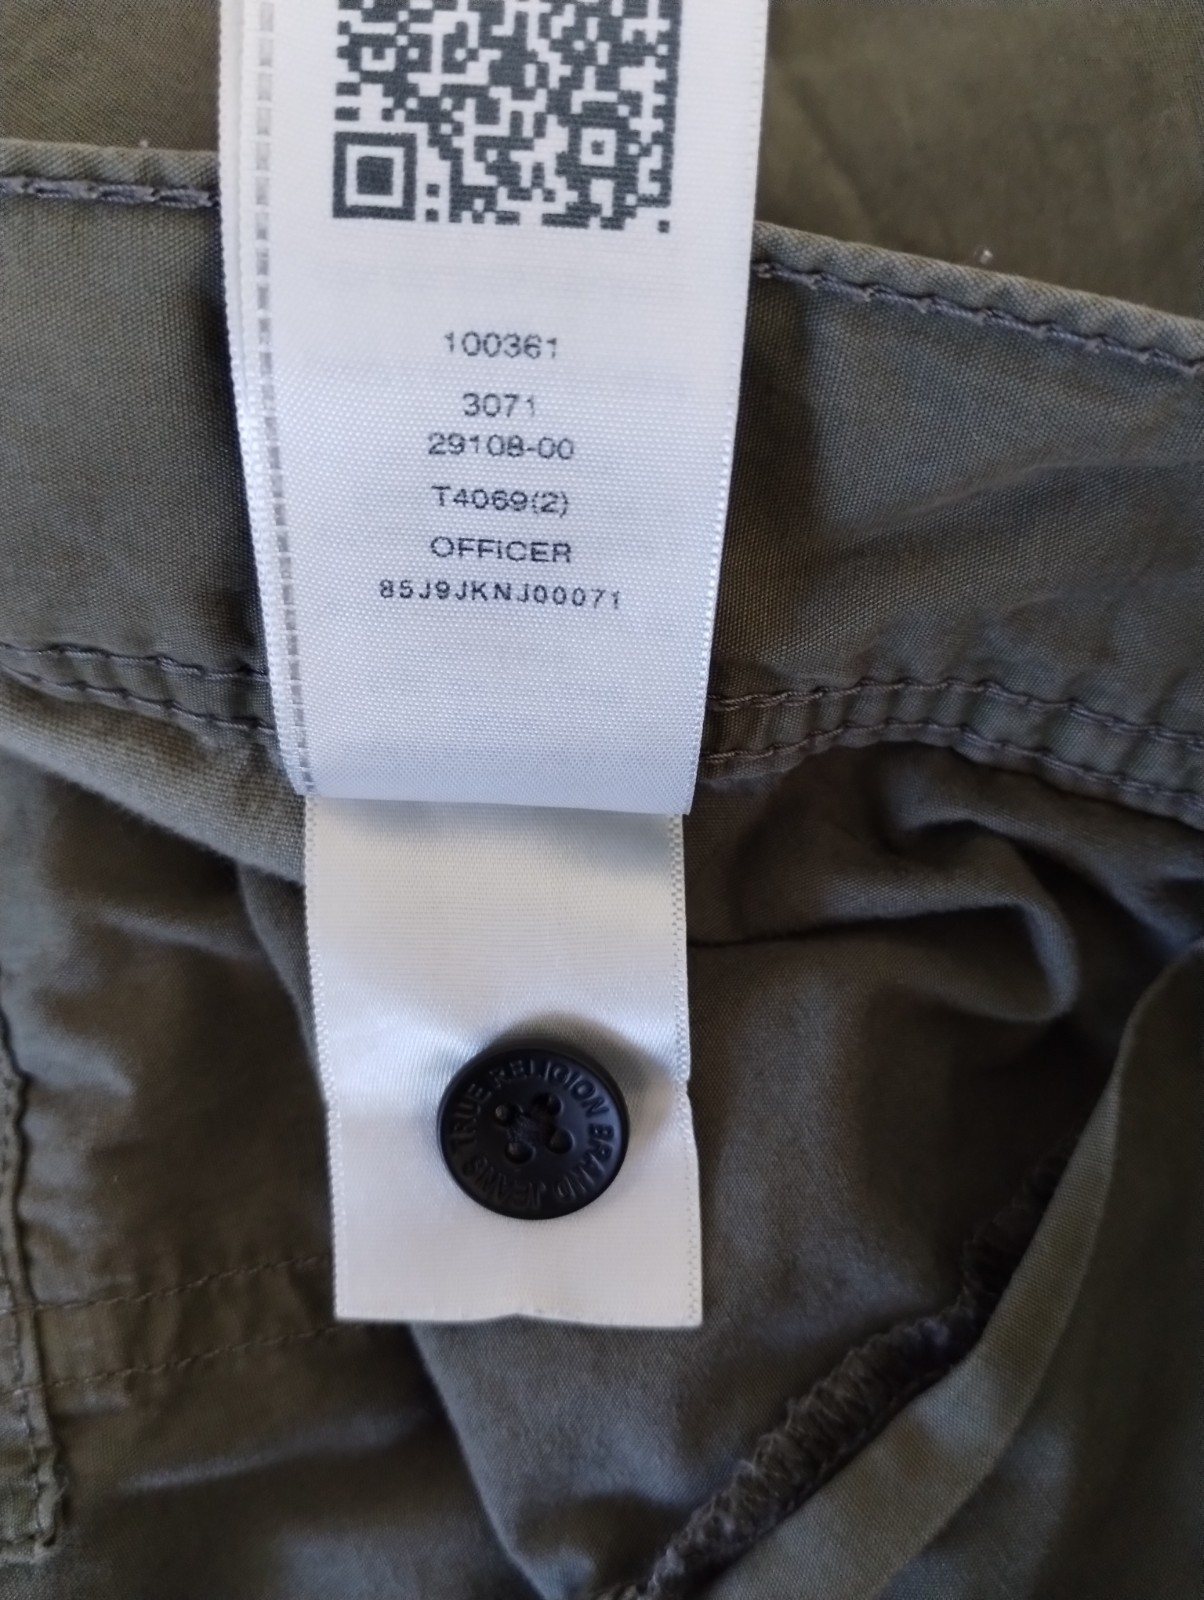 100361
3071
29108-00
T4069(2)
OFFICER
85J9JKNJ00071
TRUE RELIGION BRAND JEANS